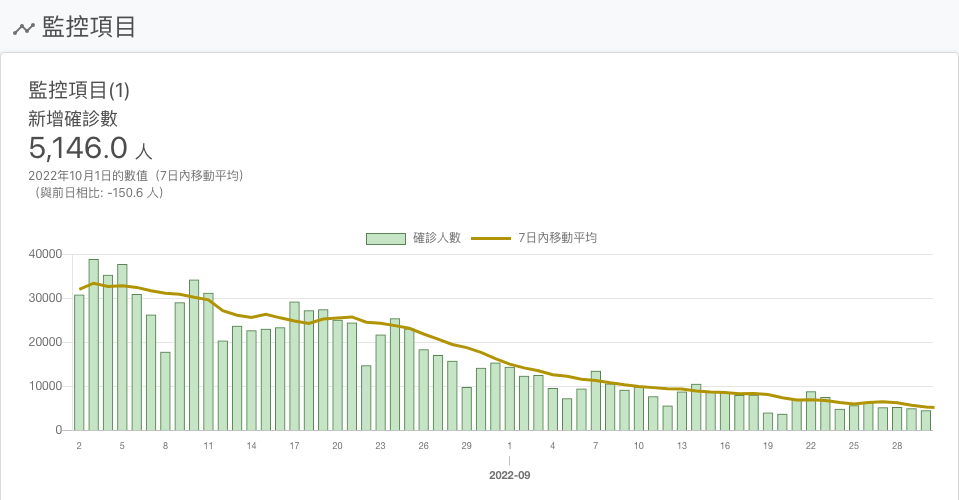 監控項目
監控項目(1)
新增確診數
5,146.0 人
2022年10月1日的數值（7日內移動平均）
（與前日相比: -150.6 人）
確診人數 7日內移動平均
40000
30000
20000
10000
0
2 5 8 11 14 17 20 23 26 29 1 4 7 10 13 16 19 22 25 28
2022-09